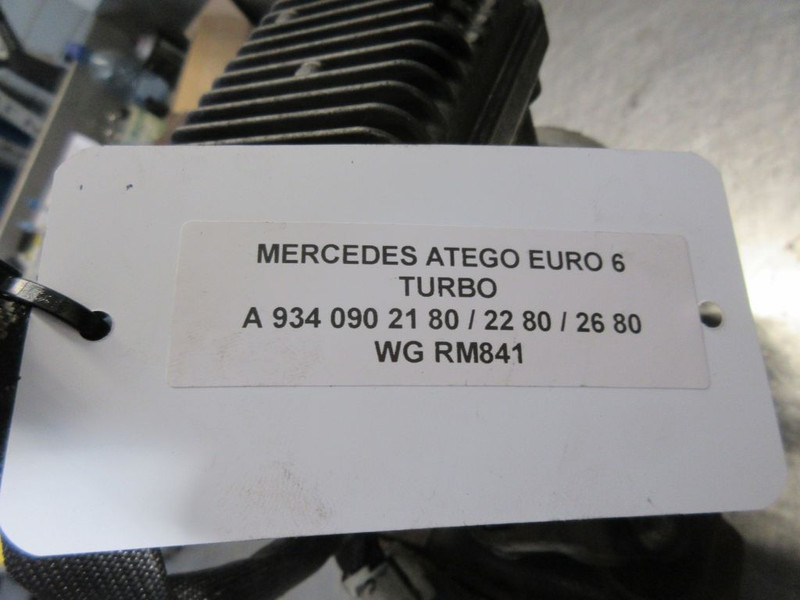 MERCEDES ATEGO EURO 6
TURBO
A 934 090 21 80 / 22 80 / 26 80
WG RM841